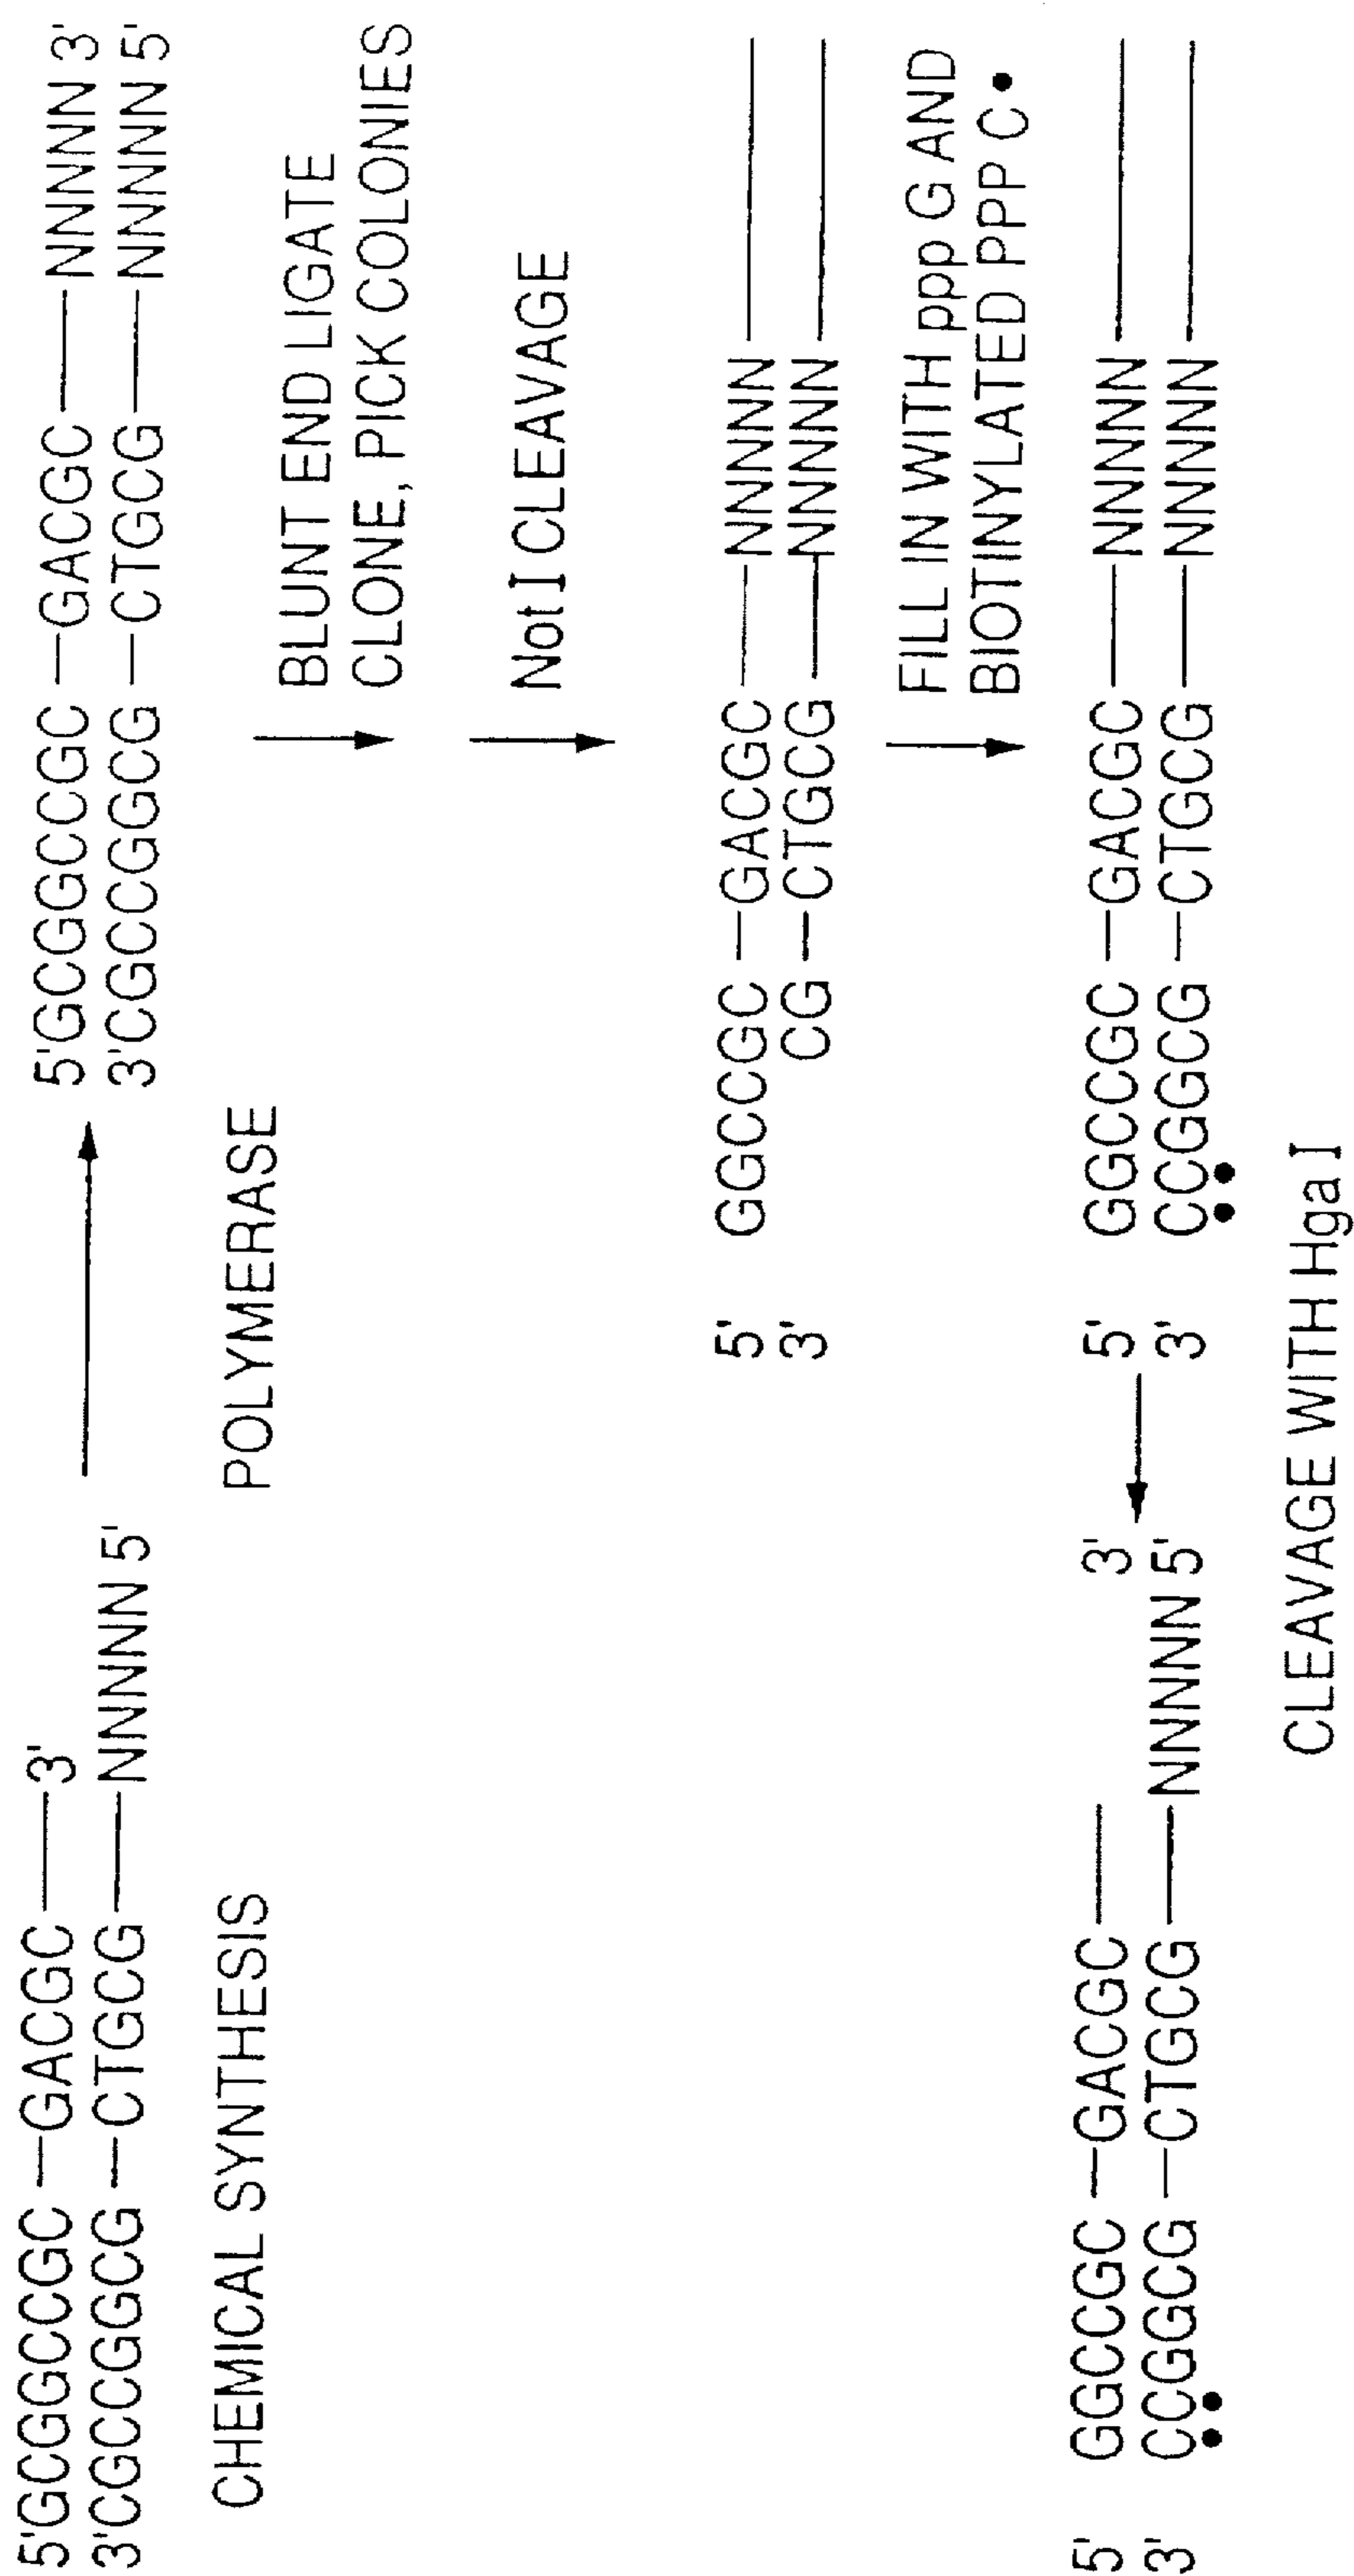 5'GCGGCCGC —GACGC —— 3'
3'CGCCGGCG —CTGCG —— NNNNN 5'
CHEMICAL SYNTHESIS
POLYMERASE
5'GCGGCCGC —GACGC —— NNNNN 3'
3'CGCCGGCG —CTGCG —— NNNNN 5'
BLUNT END LIGATE
CLONE, PICK COLONIES
Not I CLEAVAGE
5' GGCCGC —GACGC —— NNNNN ——
3' CG —CTGCG —— NNNNN ——
FILL IN WITH ppp G AND
BIOTINYLATED PPP C •
5' GGCCGC —GACGC —— NNNNN ——
3' CCGGCG —CTGCG —— NNNNN ——
••
CLEAVAGE WITH Hga I
5' GGCCGC —GACGC —— 3'
3' CCGGCG —CTGCG —— NNNNN 5'
••